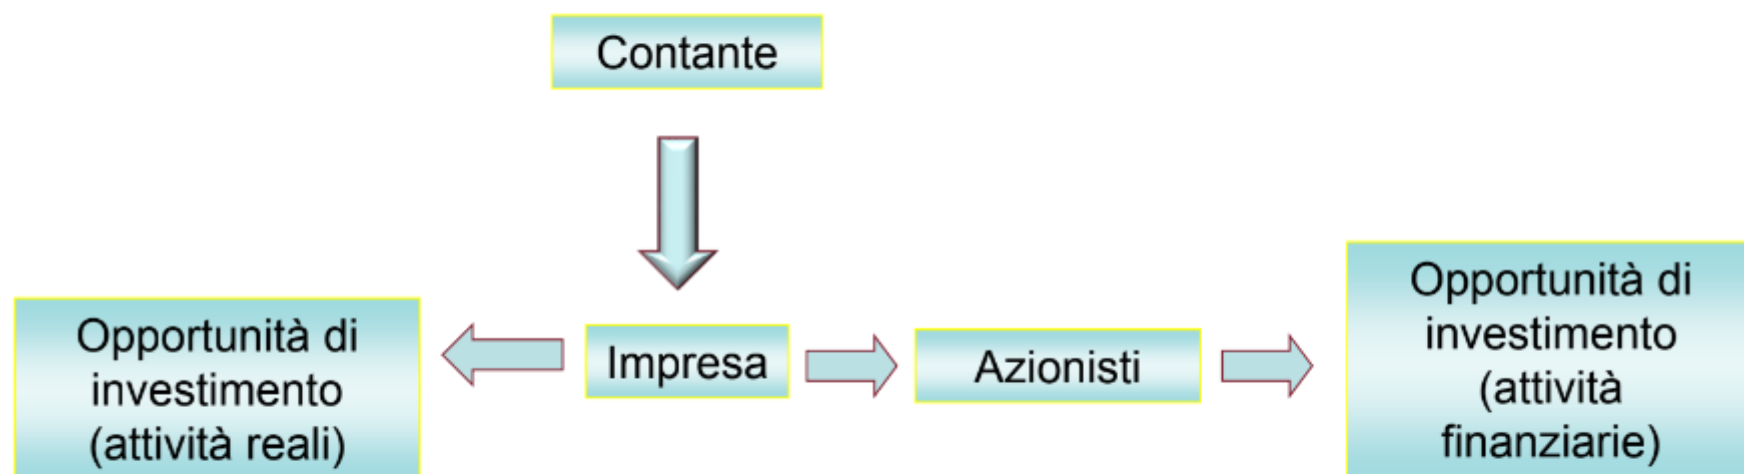 Contante
Opportunità di
investimento
(attività reali)
Impresa
Azionisti
Opportunità di
investimento
(attività
finanziarie)